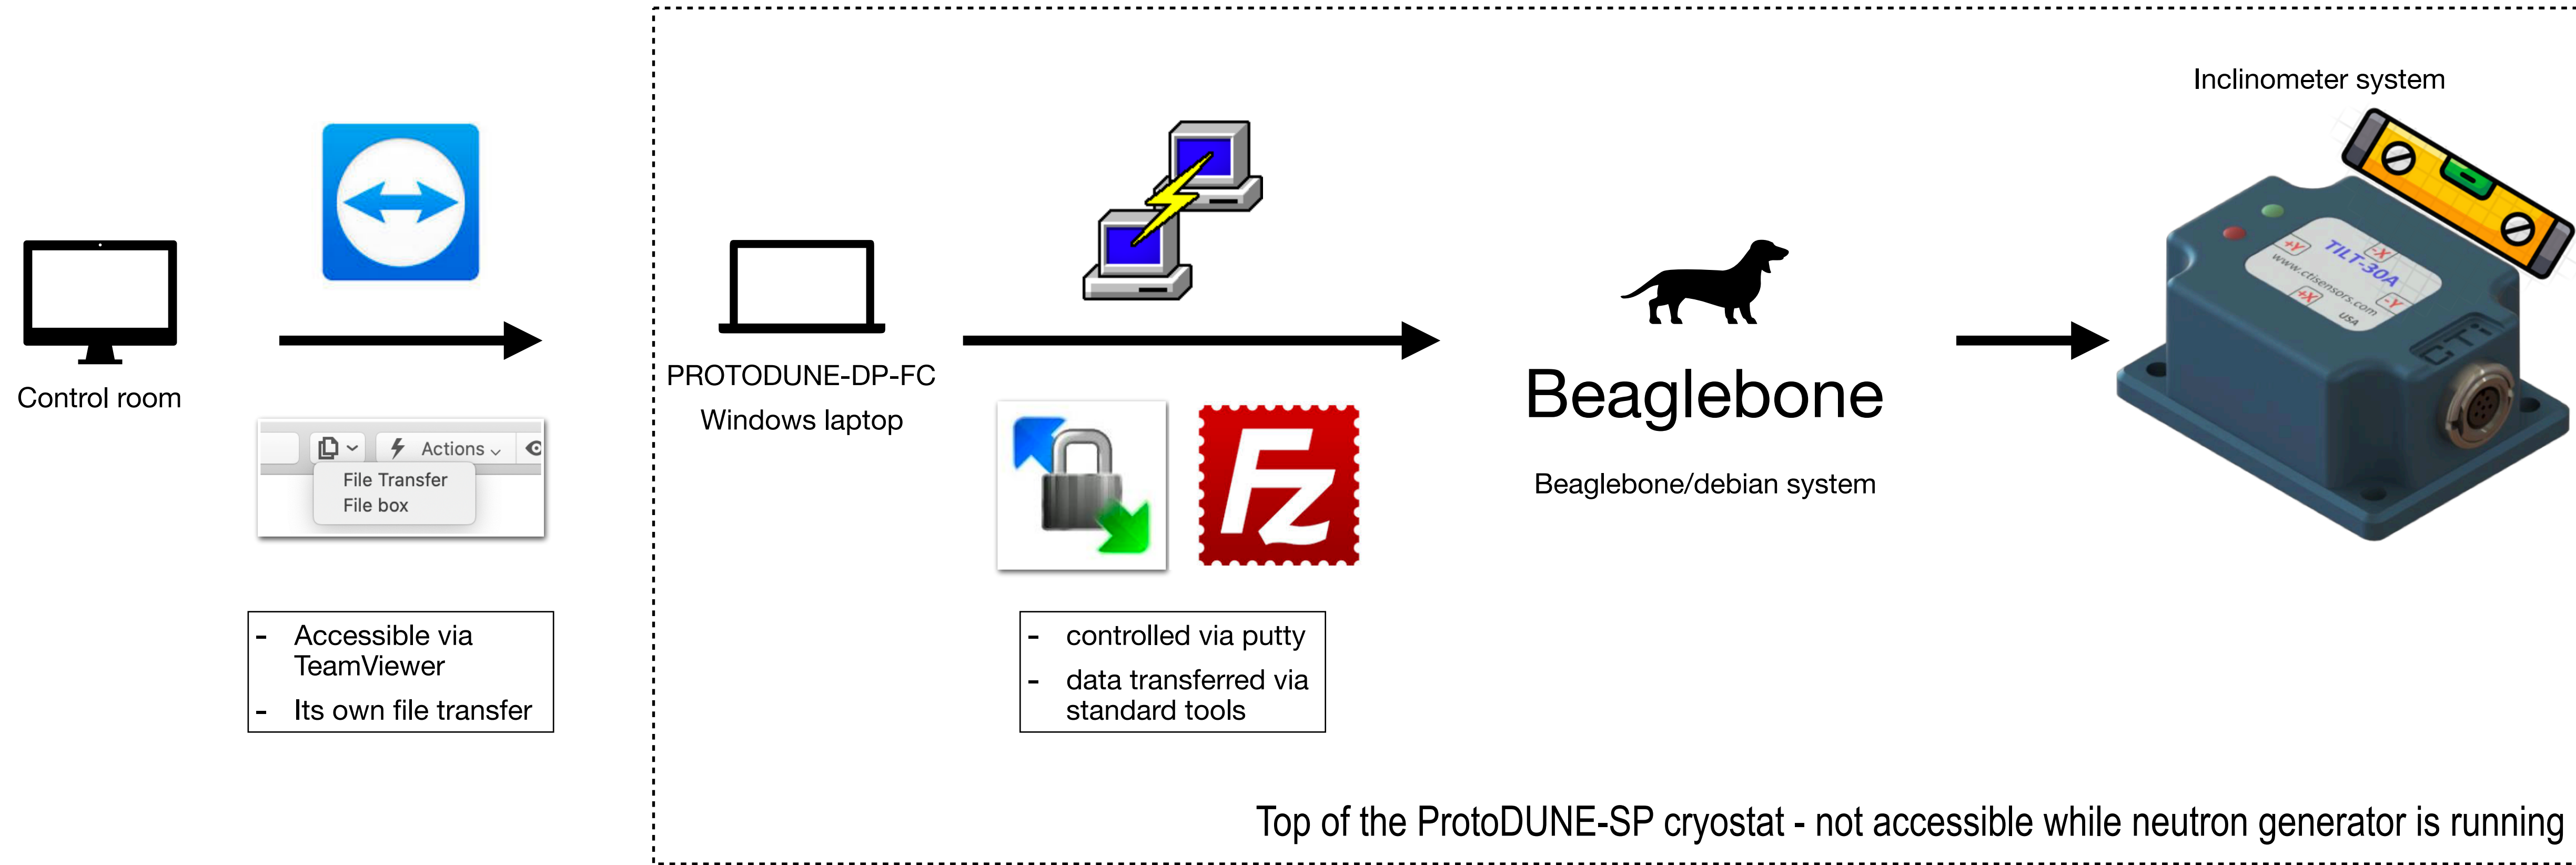 Inclinometer system
+Y
-X
TILT-30A
www.ctisensors.com
+X
-Y
USA
CTi
Control room
PROTODUNE-DP-FC
Windows laptop
Actions
File Transfer
File box
FZ
Beaglebone
Beaglebone/debian system
- Accessible via
TeamViewer
- Its own file transfer
- controlled via putty
- data transferred via
standard tools
Top of the ProtoDUNE-SP cryostat - not accessible while neutron generator is running